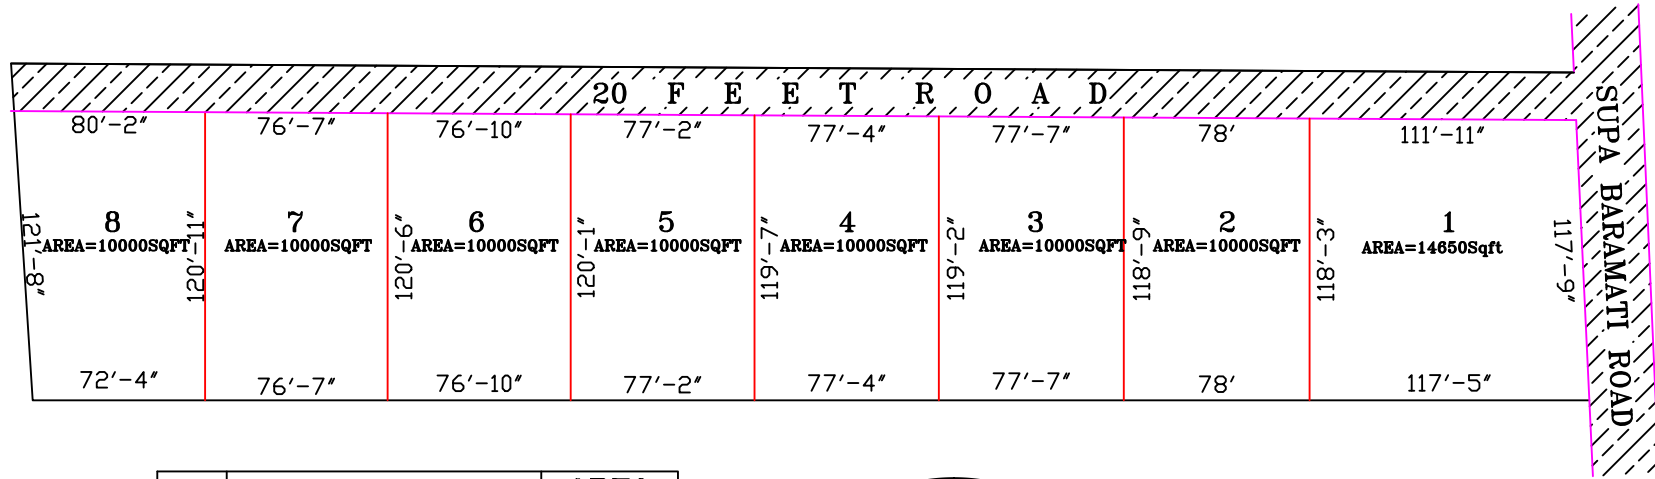 20 FEET ROAD
80'-2" 76'-7" 76'-10" 77'-2" 77'-4" 77'-7" 78' 111'-11"
8 7 6 5 4 3 2 1
AREA=10000SQFT AREA=10000SQFT AREA=10000SQFT AREA=10000SQFT AREA=10000SQFT AREA=10000SQFT AREA=10000SQFT AREA=14650Sqft
121'-8" 120'-11" 120'-6" 120'-1" 119'-7" 119'-2" 118'-9" 118'-3" 117'-9"
72'-4" 76'-7" 76'-10" 77'-2" 77'-4" 77'-7" 78' 117'-5"
SUPA BARAMATI ROAD